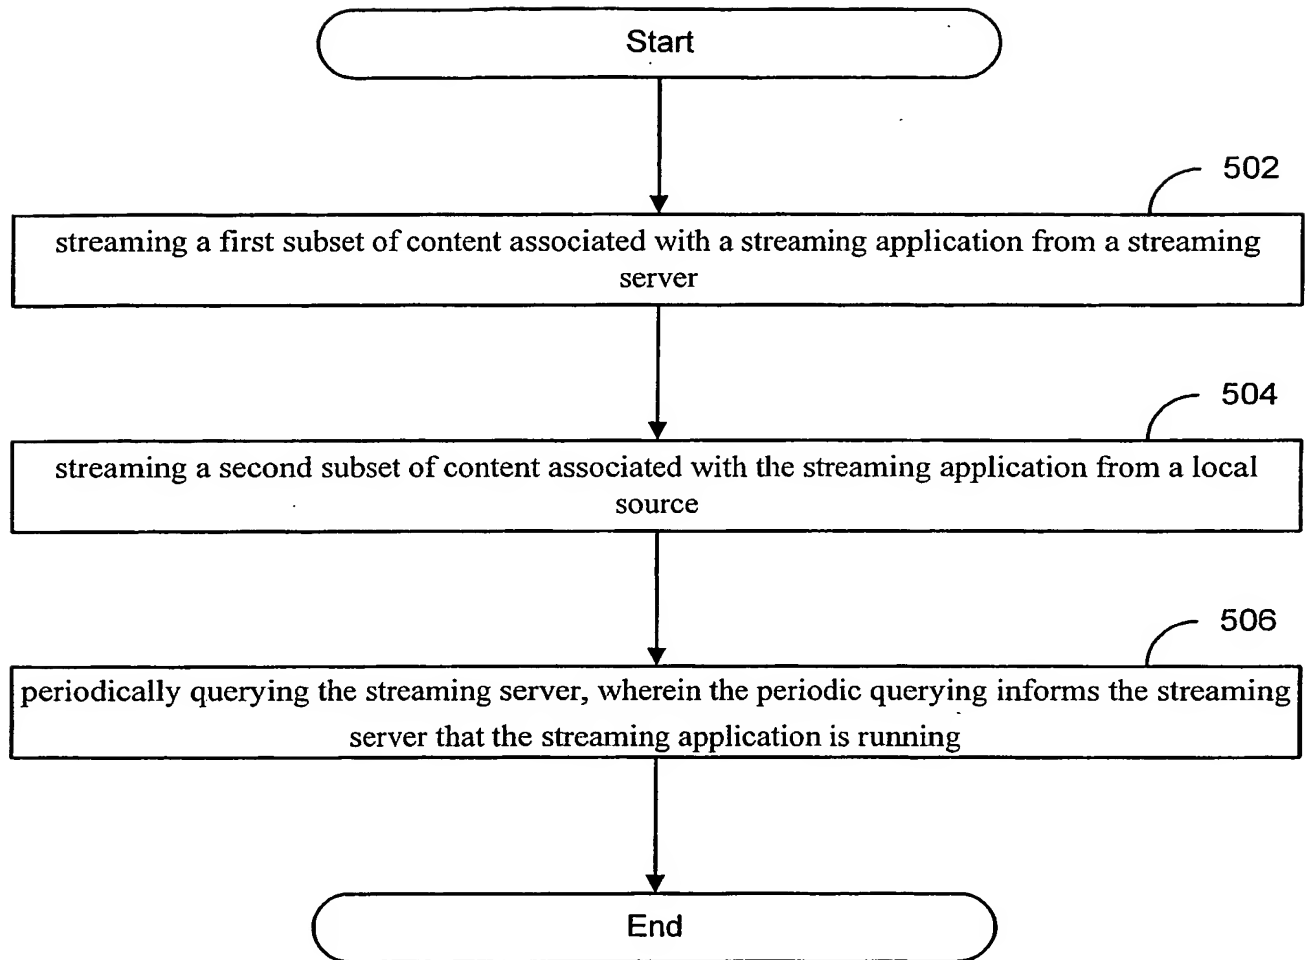 Start
502
streaming a first subset of content associated with a streaming application from a streaming
server
504
streaming a second subset of content associated with the streaming application from a local
source
506
periodically querying the streaming server, wherein the periodic querying informs the streaming
server that the streaming application is running
End